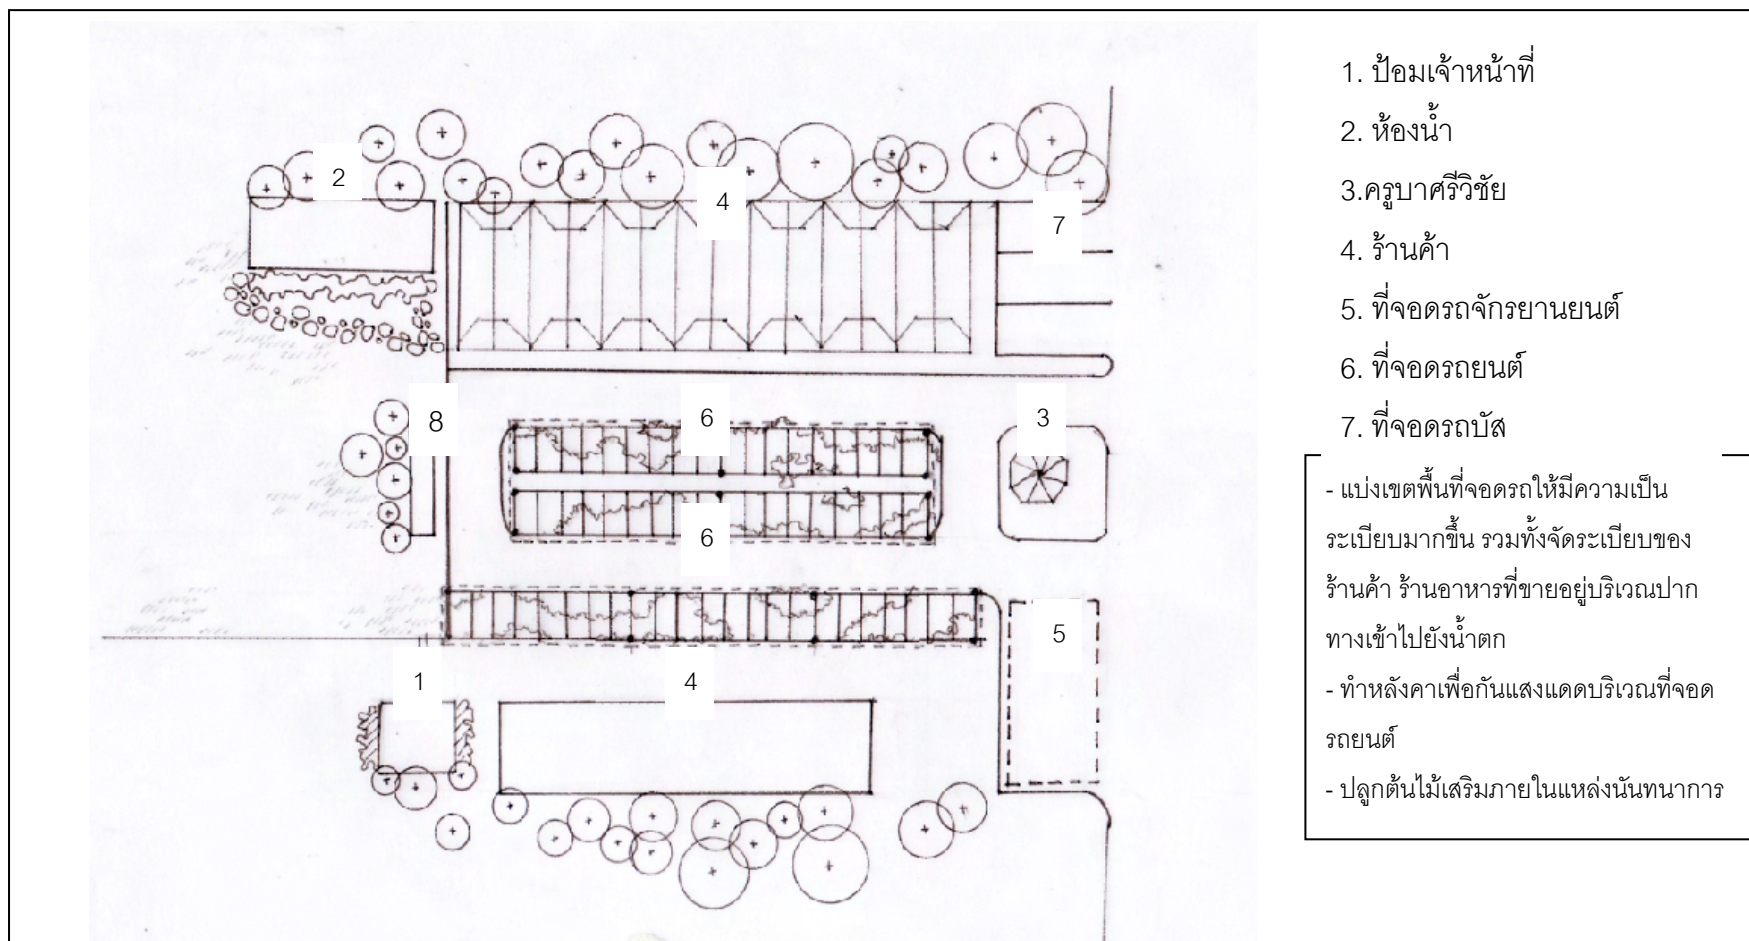 2
4
7
8
6
3
6
5
1
4
1. ป้อมเจ้าหน้าที่
2. ห้องน้ำ
3.ครูบาศรีวิชัย
4. ร้านค้า
5. ที่จอดรถจักรยานยนต์
6. ที่จอดรถยนต์
7. ที่จอดรถบัส
- แบ่งเขตพื้นที่จอดรถให้มีความเป็น
ระเบียบมากขึ้น รวมทั้งจัดระเบียบของ
ร้านค้า ร้านอาหารที่ขายอยู่บริเวณปาก
ทางเข้าไปยังน้ำตก
- ทำหลังคาเพื่อกันแสงแดดบริเวณที่จอด
รถยนต์
- ปลูกต้นไม้เสริมภายในแหล่งนันทนาการ